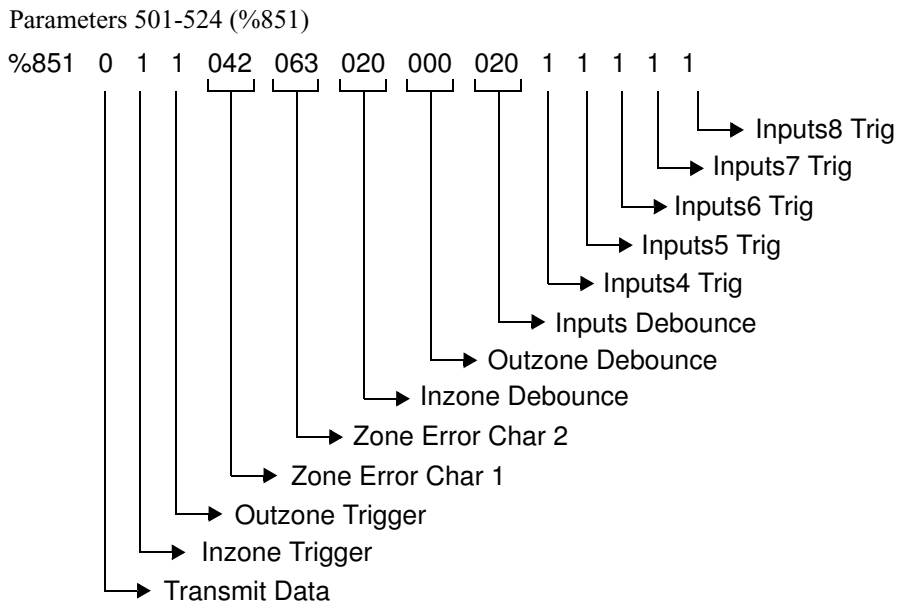 Parameters 501-524 (%851)
%851 0 1 1 042 063 020 000 020 1 1 1 1 1
Inputs8 Trig
Inputs7 Trig
Inputs6 Trig
Inputs5 Trig
Inputs4 Trig
Inputs Debounce
Outzone Debounce
Inzone Debounce
Zone Error Char 2
Zone Error Char 1
Outzone Trigger
Inzone Trigger
Transmit Data